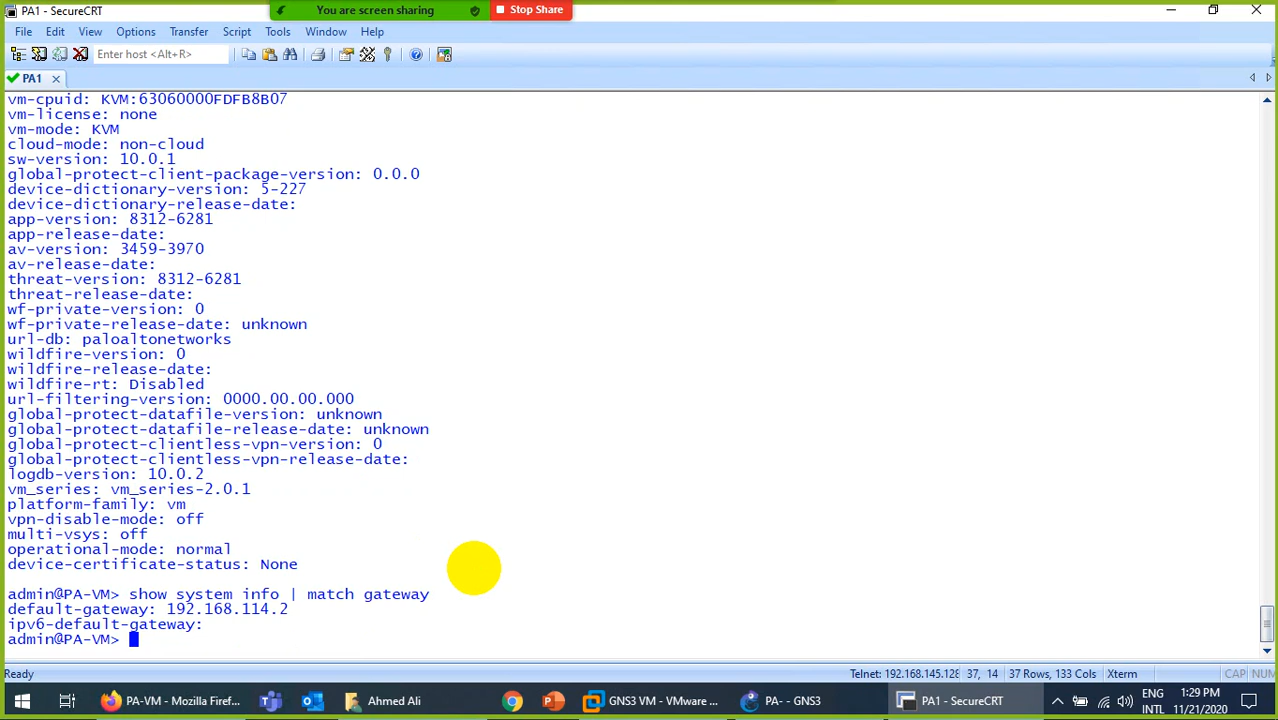 PA1 - SecureCRT
You are screen sharing
Stop Share
File Edit View Options Transfer Script Tools Window Help
Enter host <Alt+R>
PA1
vm-cpuid: KVM:63060000FDFB8B07
vm-license: none
vm-mode: KVM
cloud-mode: non-cloud
sw-version: 10.0.1
global-protect-client-package-version: 0.0.0
device-dictionary-version: 5-227
device-dictionary-release-date:
app-version: 8312-6281
app-release-date:
av-version: 3459-3970
av-release-date:
threat-version: 8312-6281
threat-release-date:
wf-private-version: 0
wf-private-release-date: unknown
url-db: paloaltonetworks
wildfire-version: 0
wildfire-release-date:
wildfire-rt: Disabled
url-filtering-version: 0000.00.00.000
global-protect-datafile-version: unknown
global-protect-datafile-release-date: unknown
global-protect-clientless-vpn-version: 0
global-protect-clientless-vpn-release-date:
logdb-version: 10.0.2
vm_series: vm_series-2.0.1
platform-family: vm
vpn-disable-mode: off
multi-vsys: off
operational-mode: normal
device-certificate-status: None
admin@PA-VM> show system info | match gateway
default-gateway: 192.168.114.2
ipv6-default-gateway:
admin@PA-VM>
Ready
Telnet: 192.168.145.128 37, 14 37 Rows, 133 Cols Xterm CAP NUM
PA-VM - Mozilla Firef...
Ahmed Ali
GNS3 VM - VMware ...
PA- - GNS3
PA1 - SecureCRT
ENG
INTL
1:29 PM
11/21/2020